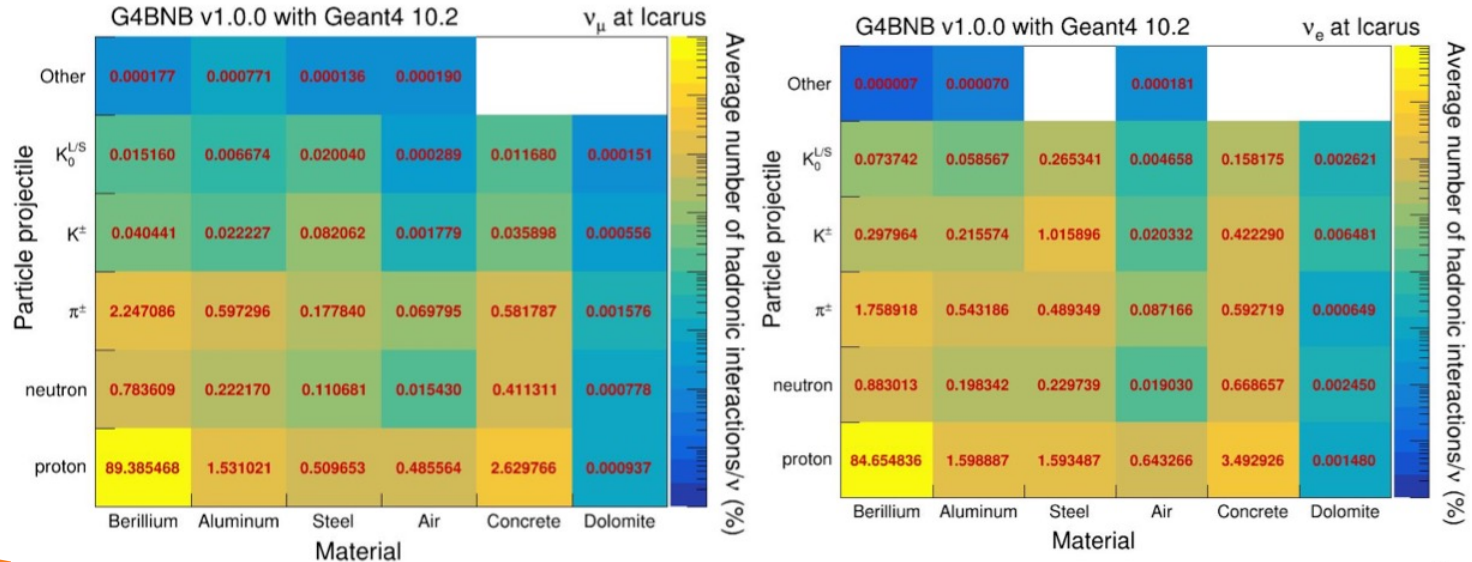 G4BNB v1.0.0 with Geant4 10.2 νμ at Icarus
Other 0.000177 0.000771 0.000136 0.000190
K₀^L/S 0.015160 0.006674 0.020040 0.000289 0.011680 0.000151
K± 0.040441 0.022227 0.082062 0.001779 0.035898 0.000556
π± 2.247086 0.597296 0.177840 0.069795 0.581787 0.001576
neutron 0.783609 0.222170 0.110681 0.015430 0.411311 0.000778
proton 89.385468 1.531021 0.509653 0.485564 2.629766 0.000937
Berillium Aluminum Steel Air Concrete Dolomite
Material
Particle projectile
Average number of hadronic interactions/ν (%)
G4BNB v1.0.0 with Geant4 10.2 νe at Icarus
Other 0.000007 0.000070 0.000181
K₀^L/S 0.073742 0.058567 0.265341 0.004658 0.158175 0.002621
K± 0.297964 0.215574 1.015896 0.020332 0.422290 0.006481
π± 1.758918 0.543186 0.489349 0.087166 0.592719 0.000649
neutron 0.883013 0.198342 0.229739 0.019030 0.668657 0.002450
proton 84.654836 1.598887 1.593487 0.643266 3.492926 0.001480
Berillium Aluminum Steel Air Concrete Dolomite
Material
Particle projectile
Average number of hadronic interactions/ν (%)